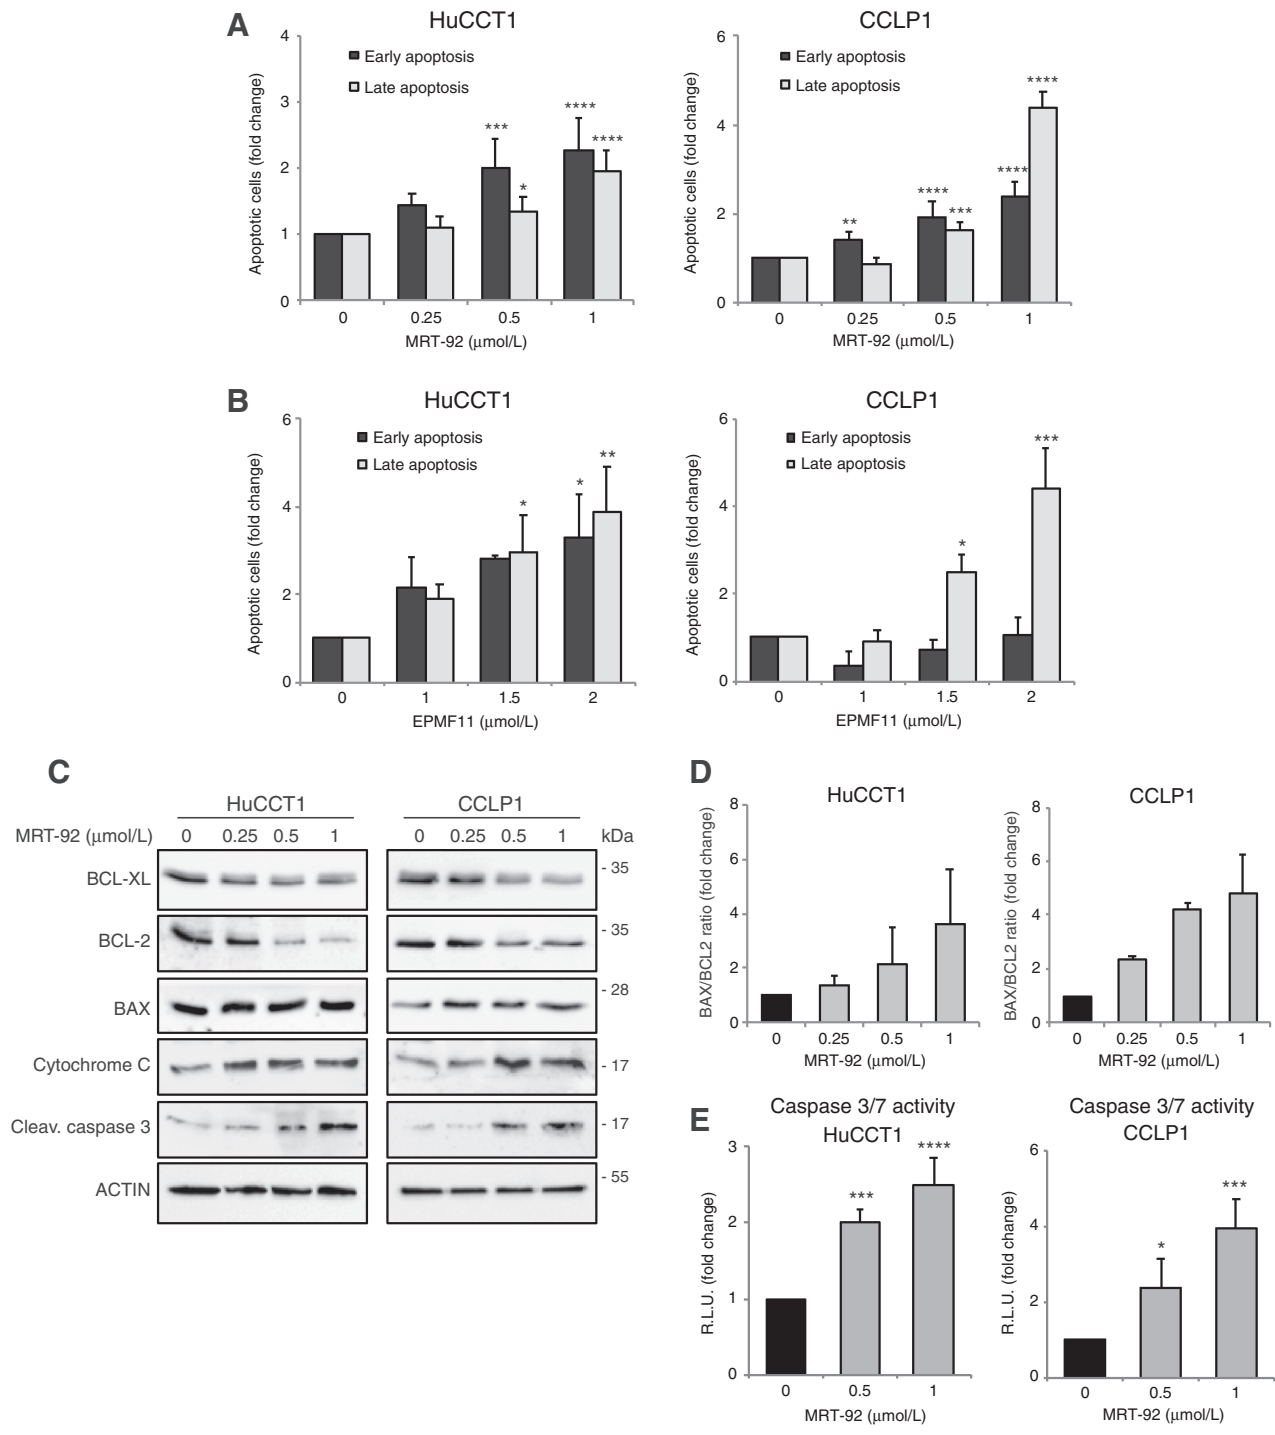 A
HuCCT1
4
3
2
1
0
Apoptotic cells (fold change)
Early apoptosis
Late apoptosis
***
*
****
****
0 0.25 0.5 1
MRT-92 (μmol/L)
CCLP1
6
4
2
0
Apoptotic cells (fold change)
Early apoptosis
Late apoptosis
**
****
***
****
****
0 0.25 0.5 1
MRT-92 (μmol/L)
B
HuCCT1
6
4
2
0
Apoptotic cells (fold change)
Early apoptosis
Late apoptosis
*
*
**
0 1 1.5 2
EPMF11 (μmol/L)
CCLP1
6
4
2
0
Apoptotic cells (fold change)
Early apoptosis
Late apoptosis
*
***
0 1 1.5 2
EPMF11 (μmol/L)
C
HuCCT1 CCLP1
MRT-92 (μmol/L) 0 0.25 0.5 1 0 0.25 0.5 1 kDa
BCL-XL - 35
BCL-2 - 35
BAX - 28
Cytochrome C - 17
Cleav. caspase 3 - 17
ACTIN - 55
D
HuCCT1
8
6
4
2
0
BAX/BCL2 ratio (fold change)
0 0.25 0.5 1
MRT-92 (μmol/L)
CCLP1
8
6
4
2
0
BAX/BCL2 ratio (fold change)
0 0.25 0.5 1
MRT-92 (μmol/L)
E
Caspase 3/7 activity
HuCCT1
3
2
1
0
R.L.U. (fold change)
***
****
0 0.5 1
MRT-92 (μmol/L)
Caspase 3/7 activity
CCLP1
6
4
2
0
R.L.U. (fold change)
*
***
0 0.5 1
MRT-92 (μmol/L)